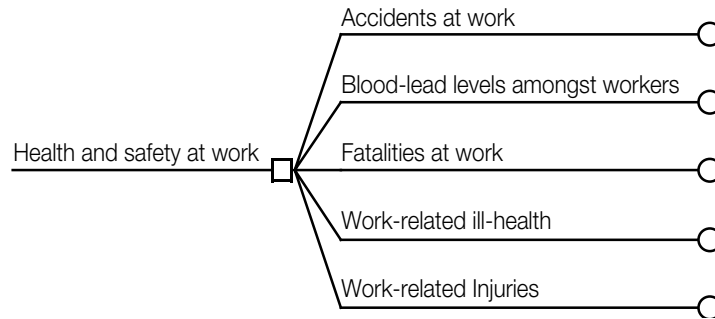 Accidents at work
Blood-lead levels amongst workers
Health and safety at work
Fatalities at work
Work-related ill-health
Work-related Injuries